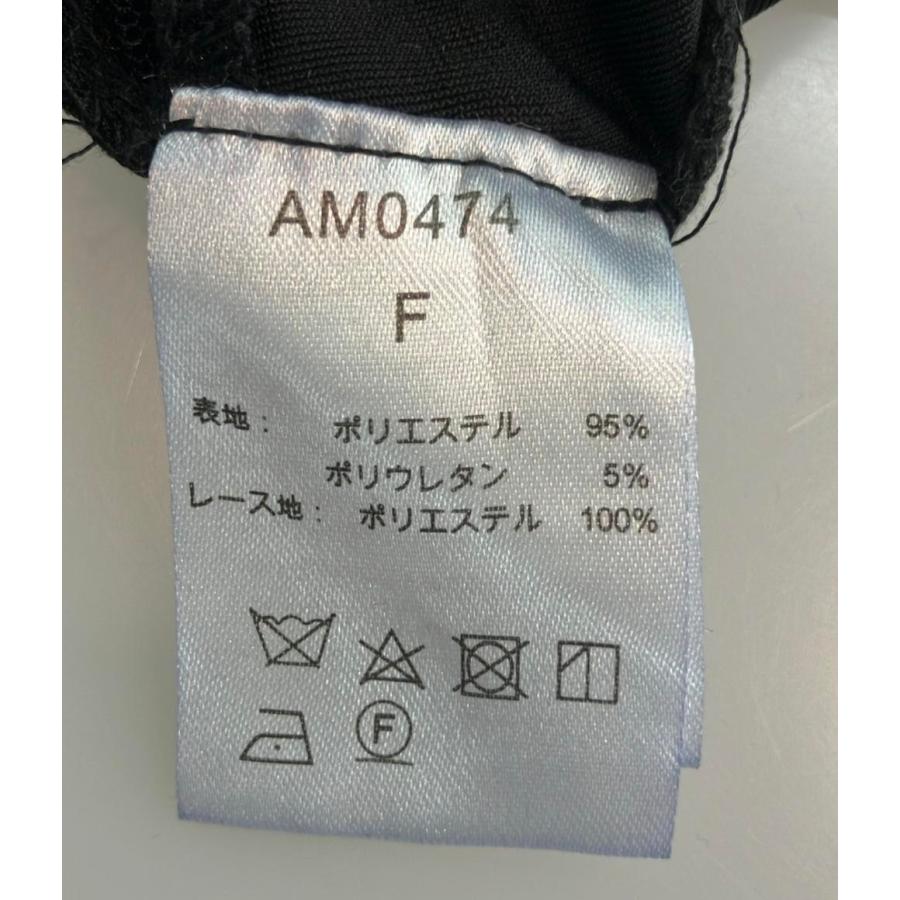 AM0474
F
表地： ポリエステル 95%
ポリウレタン 5%
レース地： ポリエステル 100%
F